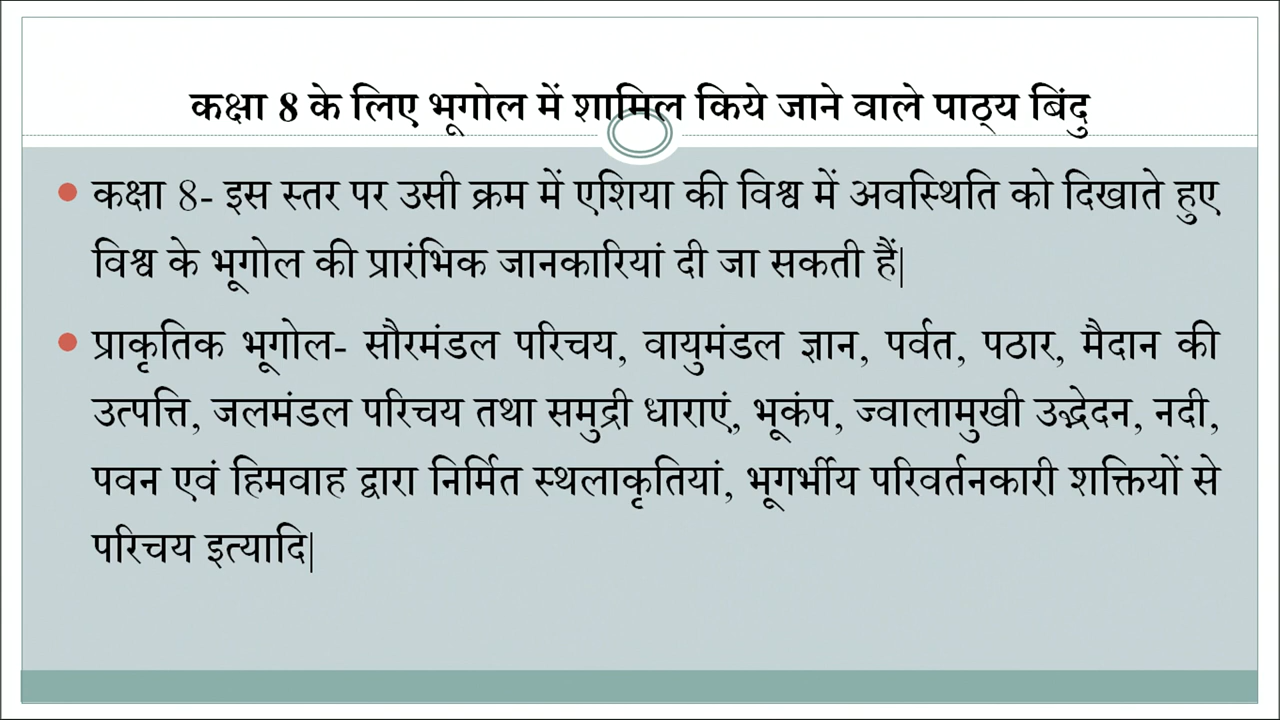 कक्षा 8 के लिए भूगोल में शामिल किये जाने वाले पाठ्य बिंदु
कक्षा 8- इस स्तर पर उसी क्रम में एशिया की विश्व में अवस्थिति को दिखाते हुए
विश्व के भूगोल की प्रारंभिक जानकारियां दी जा सकती हैं|
प्राकृतिक भूगोल- सौरमंडल परिचय, वायुमंडल ज्ञान, पर्वत, पठार, मैदान की
उत्पत्ति, जलमंडल परिचय तथा समुद्री धाराएं, भूकंप, ज्वालामुखी उद्भेदन, नदी,
पवन एवं हिमवाह द्वारा निर्मित स्थलाकृतियां, भूगर्भीय परिवर्तनकारी शक्तियों से
परिचय इत्यादि|